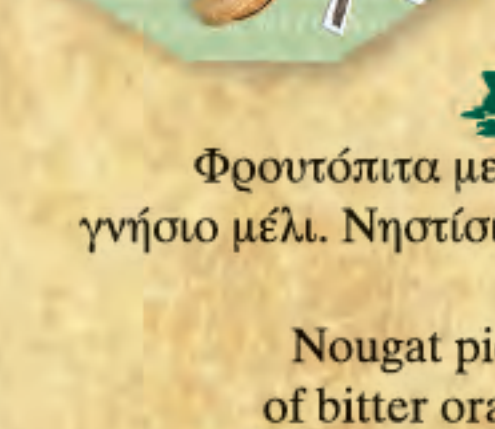 Φρουτόπιτα με
γνήσιο μέλι. Νηστίσι
Nougat pi
of bitter ora